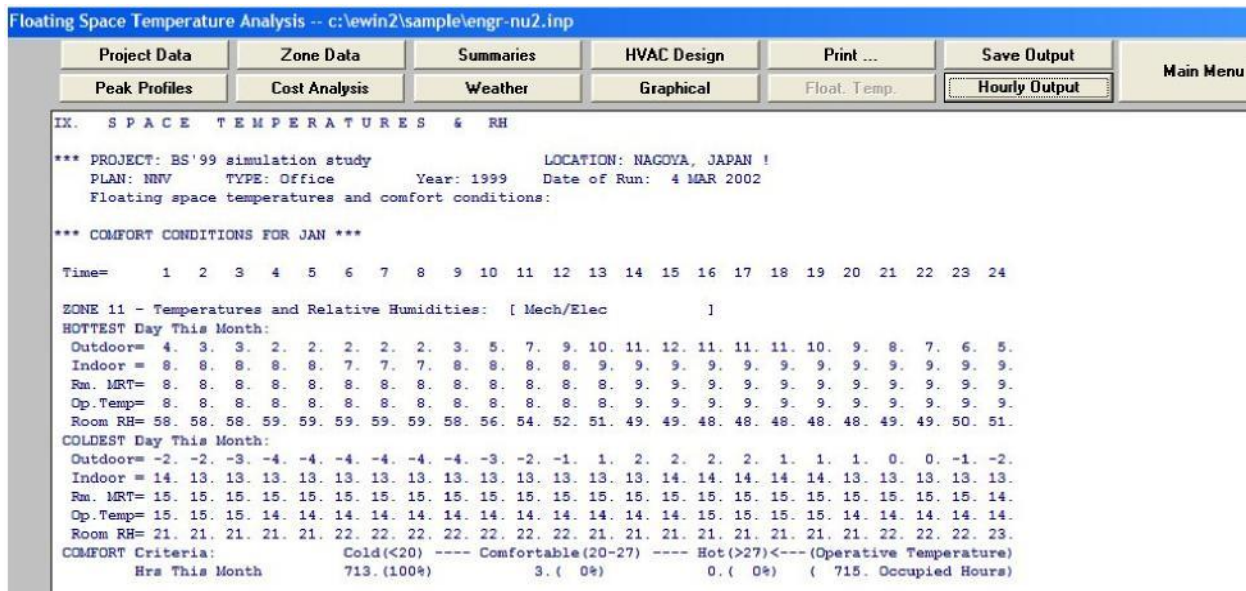 Floating Space Temperature Analysis -- c:\ewin2\sample\engr-nu2.inp
Project Data Zone Data Summaries HVAC Design Print ... Save Output Main Menu
Peak Profiles Cost Analysis Weather Graphical Float. Temp. Hourly Output
IX. S P A C E T E M P E R A T U R E S & RH
*** PROJECT: BS'99 simulation study LOCATION: NAGOYA, JAPAN !
PLAN: NNV TYPE: Office Year: 1999 Date of Run: 4 MAR 2002
Floating space temperatures and comfort conditions:
*** COMFORT CONDITIONS FOR JAN ***
Time= 1 2 3 4 5 6 7 8 9 10 11 12 13 14 15 16 17 18 19 20 21 22 23 24
ZONE 11 - Temperatures and Relative Humidities: [ Mech/Elec ]
HOTTEST Day This Month:
Outdoor= 4. 3. 3. 2. 2. 2. 2. 2. 3. 5. 7. 9. 10. 11. 12. 11. 11. 11. 10. 9. 8. 7. 6. 5.
Indoor = 8. 8. 8. 8. 8. 7. 7. 7. 8. 8. 8. 8. 9. 9. 9. 9. 9. 9. 9. 9. 9. 9. 9. 9.
Rm. MRT= 8. 8. 8. 8. 8. 8. 8. 8. 8. 8. 8. 8. 8. 9. 9. 9. 9. 9. 9. 9. 9. 9. 9. 9.
Op.Temp= 8. 8. 8. 8. 8. 8. 8. 8. 8. 8. 8. 8. 8. 9. 9. 9. 9. 9. 9. 9. 9. 9. 9. 9.
Room RH= 58. 58. 58. 59. 59. 59. 59. 59. 58. 56. 54. 52. 51. 49. 49. 48. 48. 48. 48. 48. 49. 49. 50. 51.
COLDEST Day This Month:
Outdoor= -2. -2. -3. -4. -4. -4. -4. -4. -4. -3. -2. -1. 1. 2. 2. 2. 2. 1. 1. 1. 0. 0. -1. -2.
Indoor = 14. 13. 13. 13. 13. 13. 13. 13. 13. 13. 13. 13. 13. 13. 14. 14. 14. 14. 14. 13. 13. 13. 13. 13.
Rm. MRT= 15. 15. 15. 15. 15. 15. 15. 15. 15. 15. 15. 15. 15. 15. 15. 15. 15. 15. 15. 15. 15. 15. 15. 14.
Op.Temp= 15. 15. 15. 14. 14. 14. 14. 14. 14. 14. 14. 14. 14. 14. 14. 15. 15. 15. 15. 14. 14. 14. 14. 14.
Room RH= 21. 21. 21. 21. 21. 21. 22. 22. 22. 22. 22. 22. 21. 21. 21. 21. 21. 21. 21. 21. 22. 22. 22. 23.
COMFORT Criteria: Cold(<20) ---- Comfortable(20-27) ---- Hot(>27)<---(Operative Temperature)
Hrs This Month 713.(100%) 3.( 0%) 0.( 0%) ( 715. Occupied Hours)